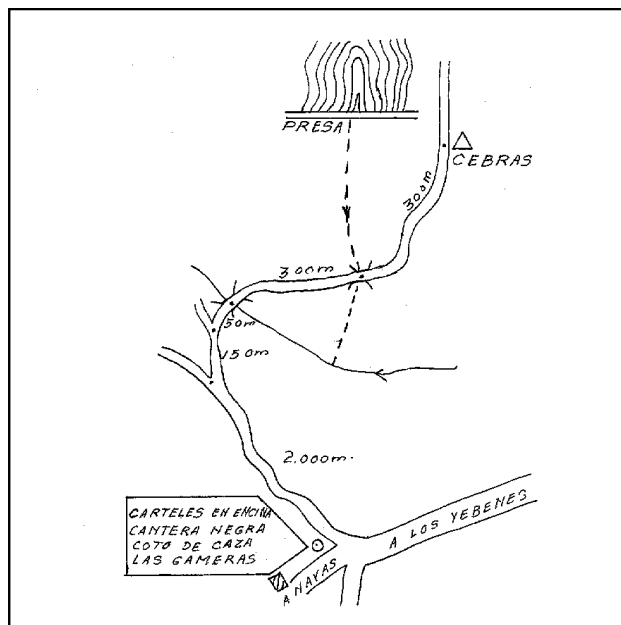 PRESA
CEBRAS
300m
300m
50m
150m
2.000m.
CARTELES EN ENCINA
CANTERA NEGRA
COTO DE CAZA
LAS GAMERAS
A LOS YEBENES
A NAVAS